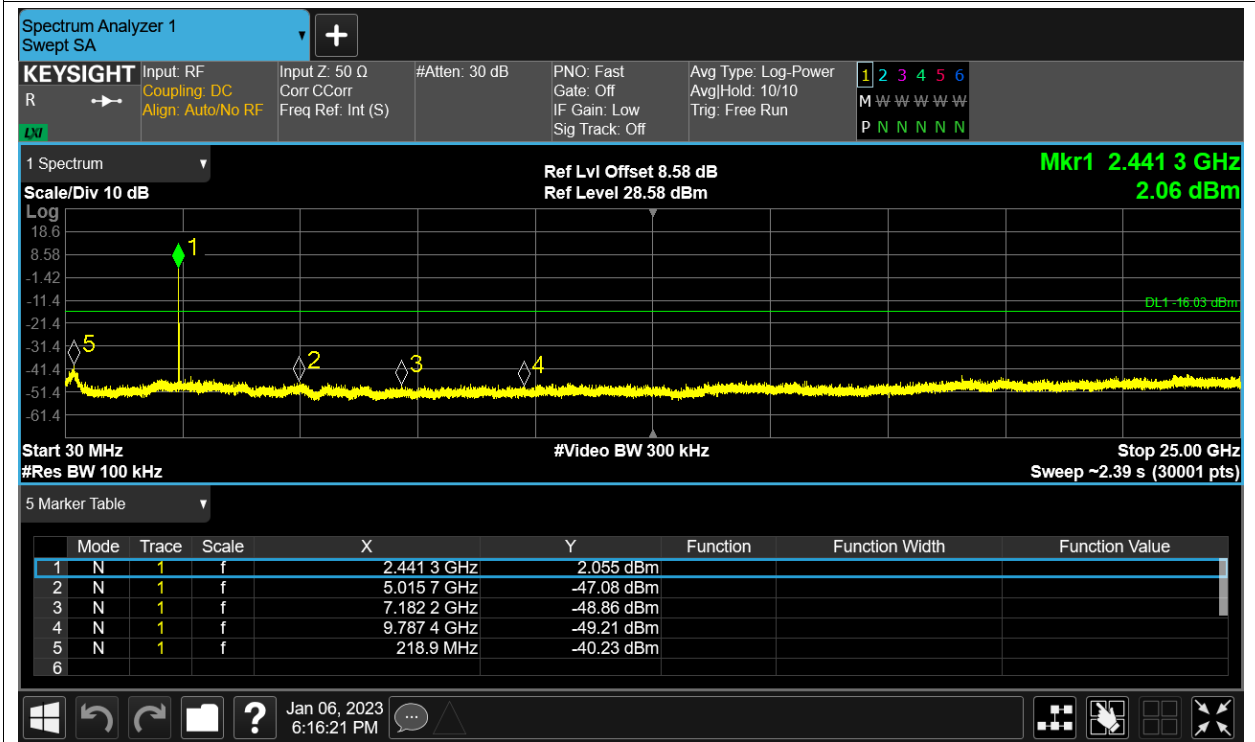 Spectrum Analyzer 1
Swept SA
+
KEYSIGHT Input: RF Input Z: 50 Ω #Atten: 30 dB PNO: Fast Avg Type: Log-Power 1 2 3 4 5 6
R Coupling: DC Corr CCorr Gate: Off Avg|Hold: 10/10 M W W W W W
Align: Auto/No RF Freq Ref: Int (S) IF Gain: Low Trig: Free Run
LXI Sig Track: Off P N N N N N
1 Spectrum Ref Lvl Offset 8.58 dB Mkr1 2.441 3 GHz
Scale/Div 10 dB Ref Level 28.58 dBm 2.06 dBm
Log
18.6
1
8.58
-1.42
-11.4 DL1 -16.03 dBm
-21.4
-31.4 5
2 3 4
-41.4
-51.4
-61.4
Start 30 MHz #Video BW 300 kHz Stop 25.00 GHz
#Res BW 100 kHz Sweep ~2.39 s (30001 pts)
5 Marker Table
Mode Trace Scale X Y Function Function Width Function Value
1 N 1 f 2.441 3 GHz 2.055 dBm
2 N 1 f 5.015 7 GHz -47.08 dBm
3 N 1 f 7.182 2 GHz -48.86 dBm
4 N 1 f 9.787 4 GHz -49.21 dBm
5 N 1 f 218.9 MHz -40.23 dBm
6
? Jan 06, 2023
6:16:21 PM